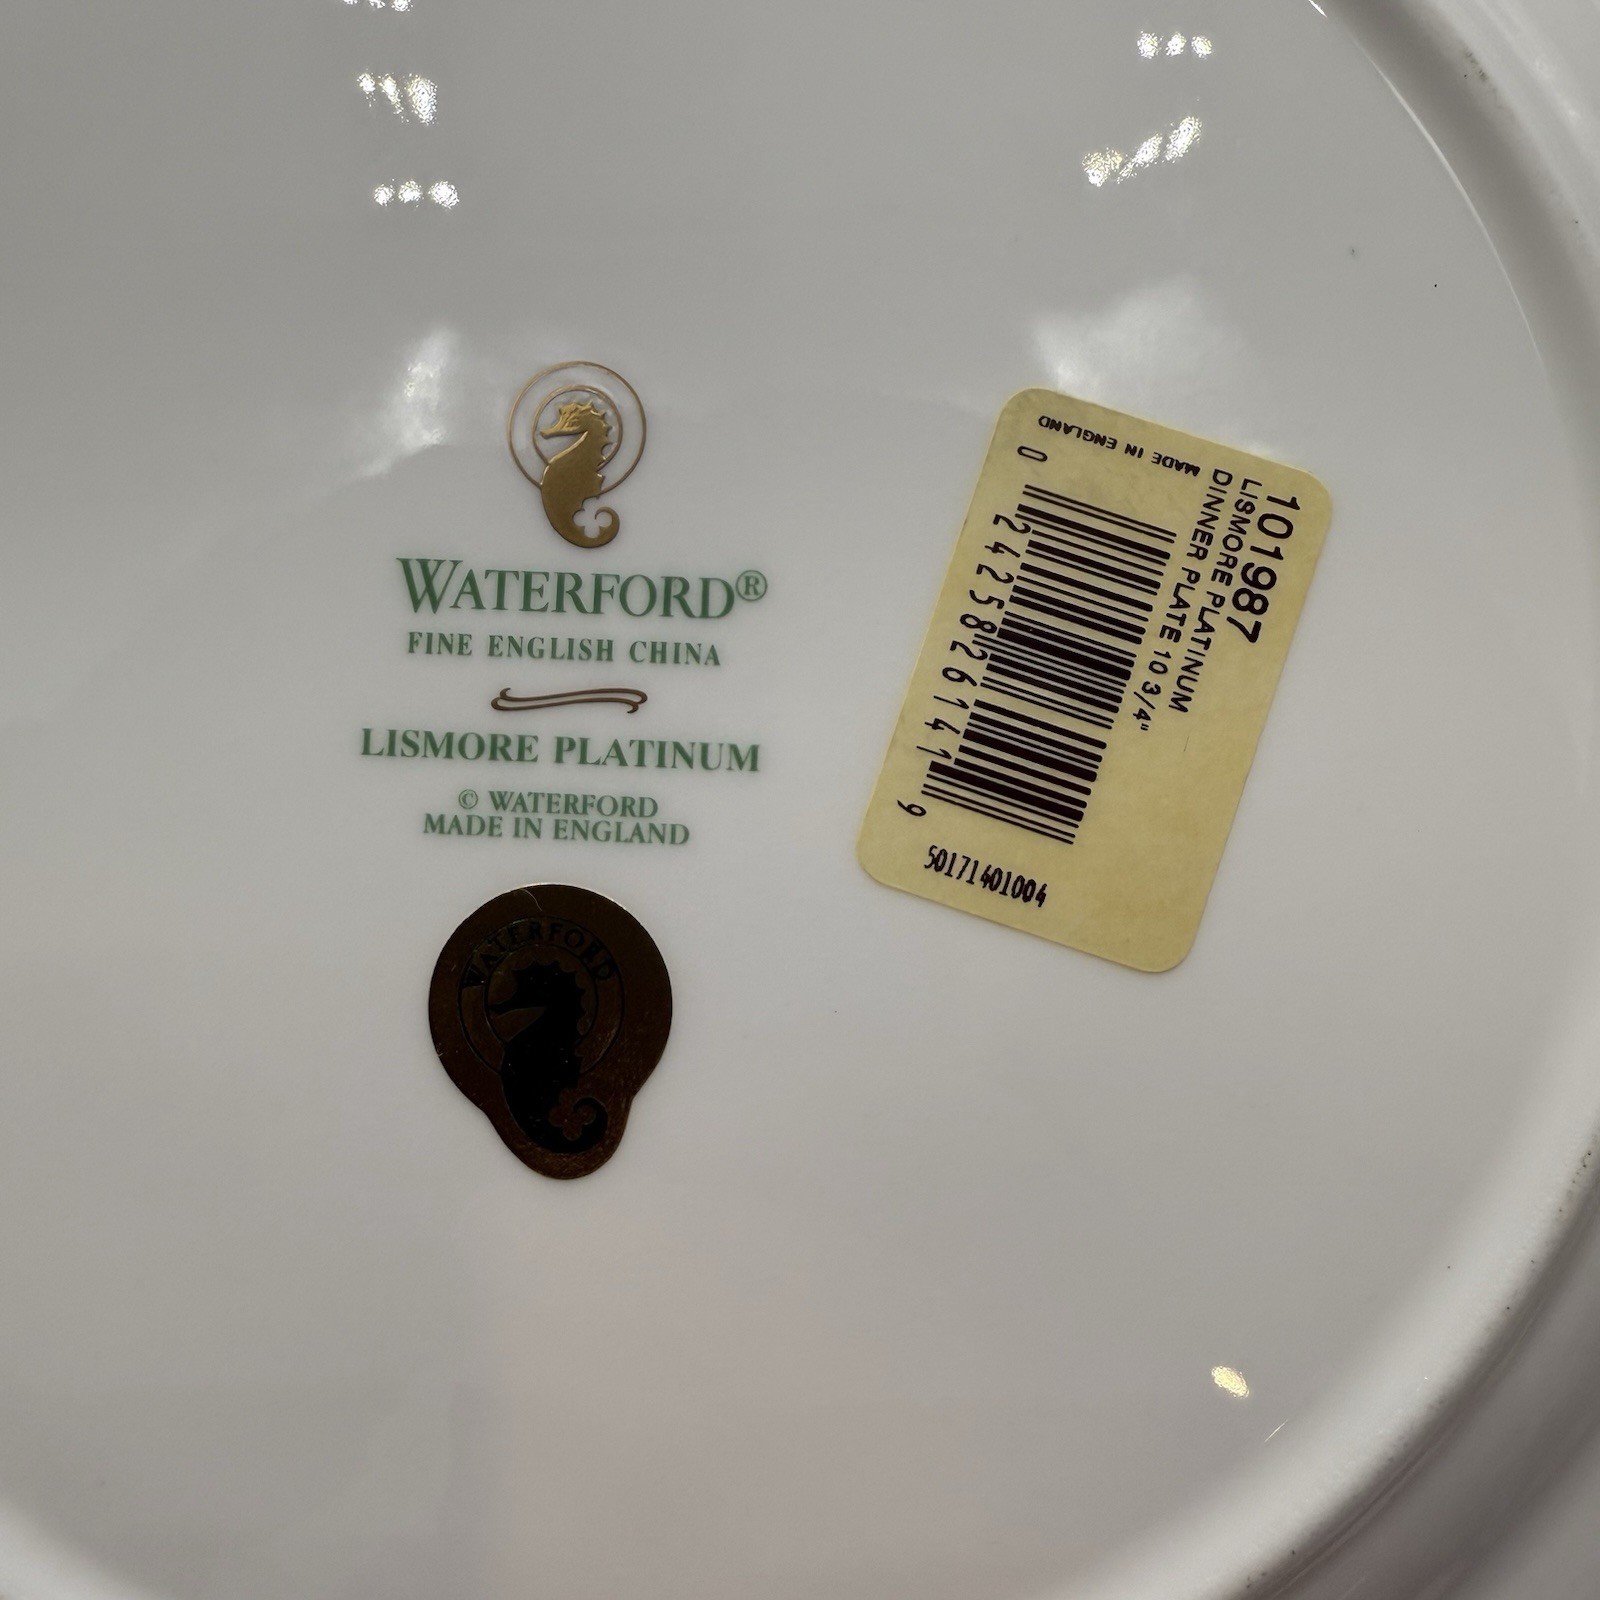 WATERFORD®
FINE ENGLISH CHINA
LISMORE PLATINUM
© WATERFORD
MADE IN ENGLAND
WATERFORD
101987
LISMORE PLATINUM
DINNER PLATE 10 3/4"
MADE IN ENGLAND
0 24258 26141 9
50171401004